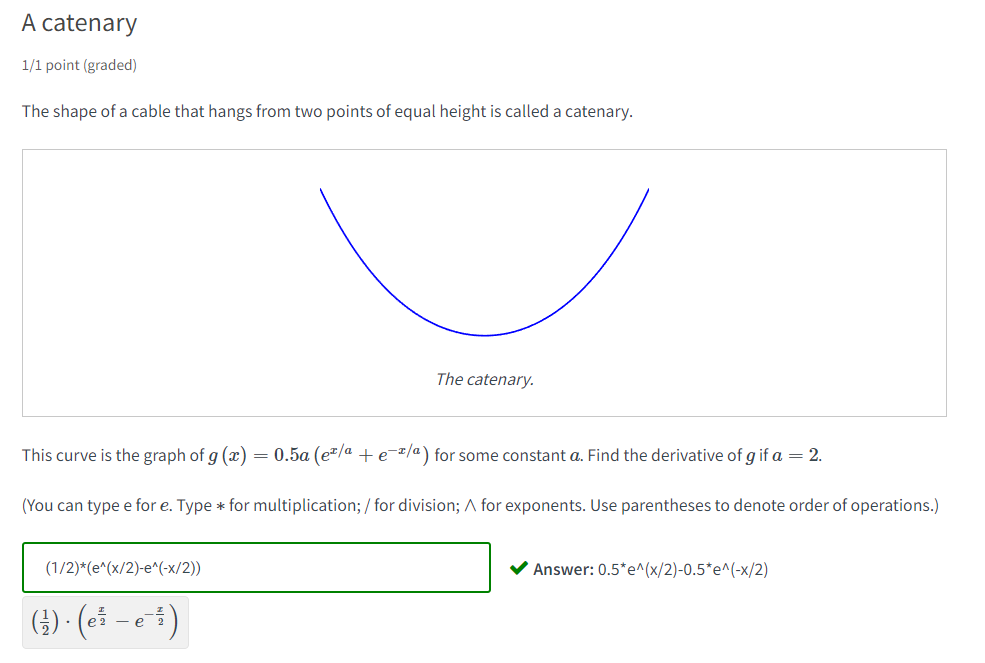 A catenary
1/1 point (graded)
The shape of a cable that hangs from two points of equal height is called a catenary.
The catenary.
This curve is the graph of g (x) = 0.5a (e^{x/a} + e^{−x/a}) for some constant a. Find the derivative of g if a = 2.
(You can type e for e. Type ∗ for multiplication; / for division; ∧ for exponents. Use parentheses to denote order of operations.)
(1/2)*(e^(x/2)-e^(-x/2))
✔ Answer: 0.5*e^(x/2)-0.5*e^(-x/2)
(1/2) · (e^{x/2} − e^{−x/2})